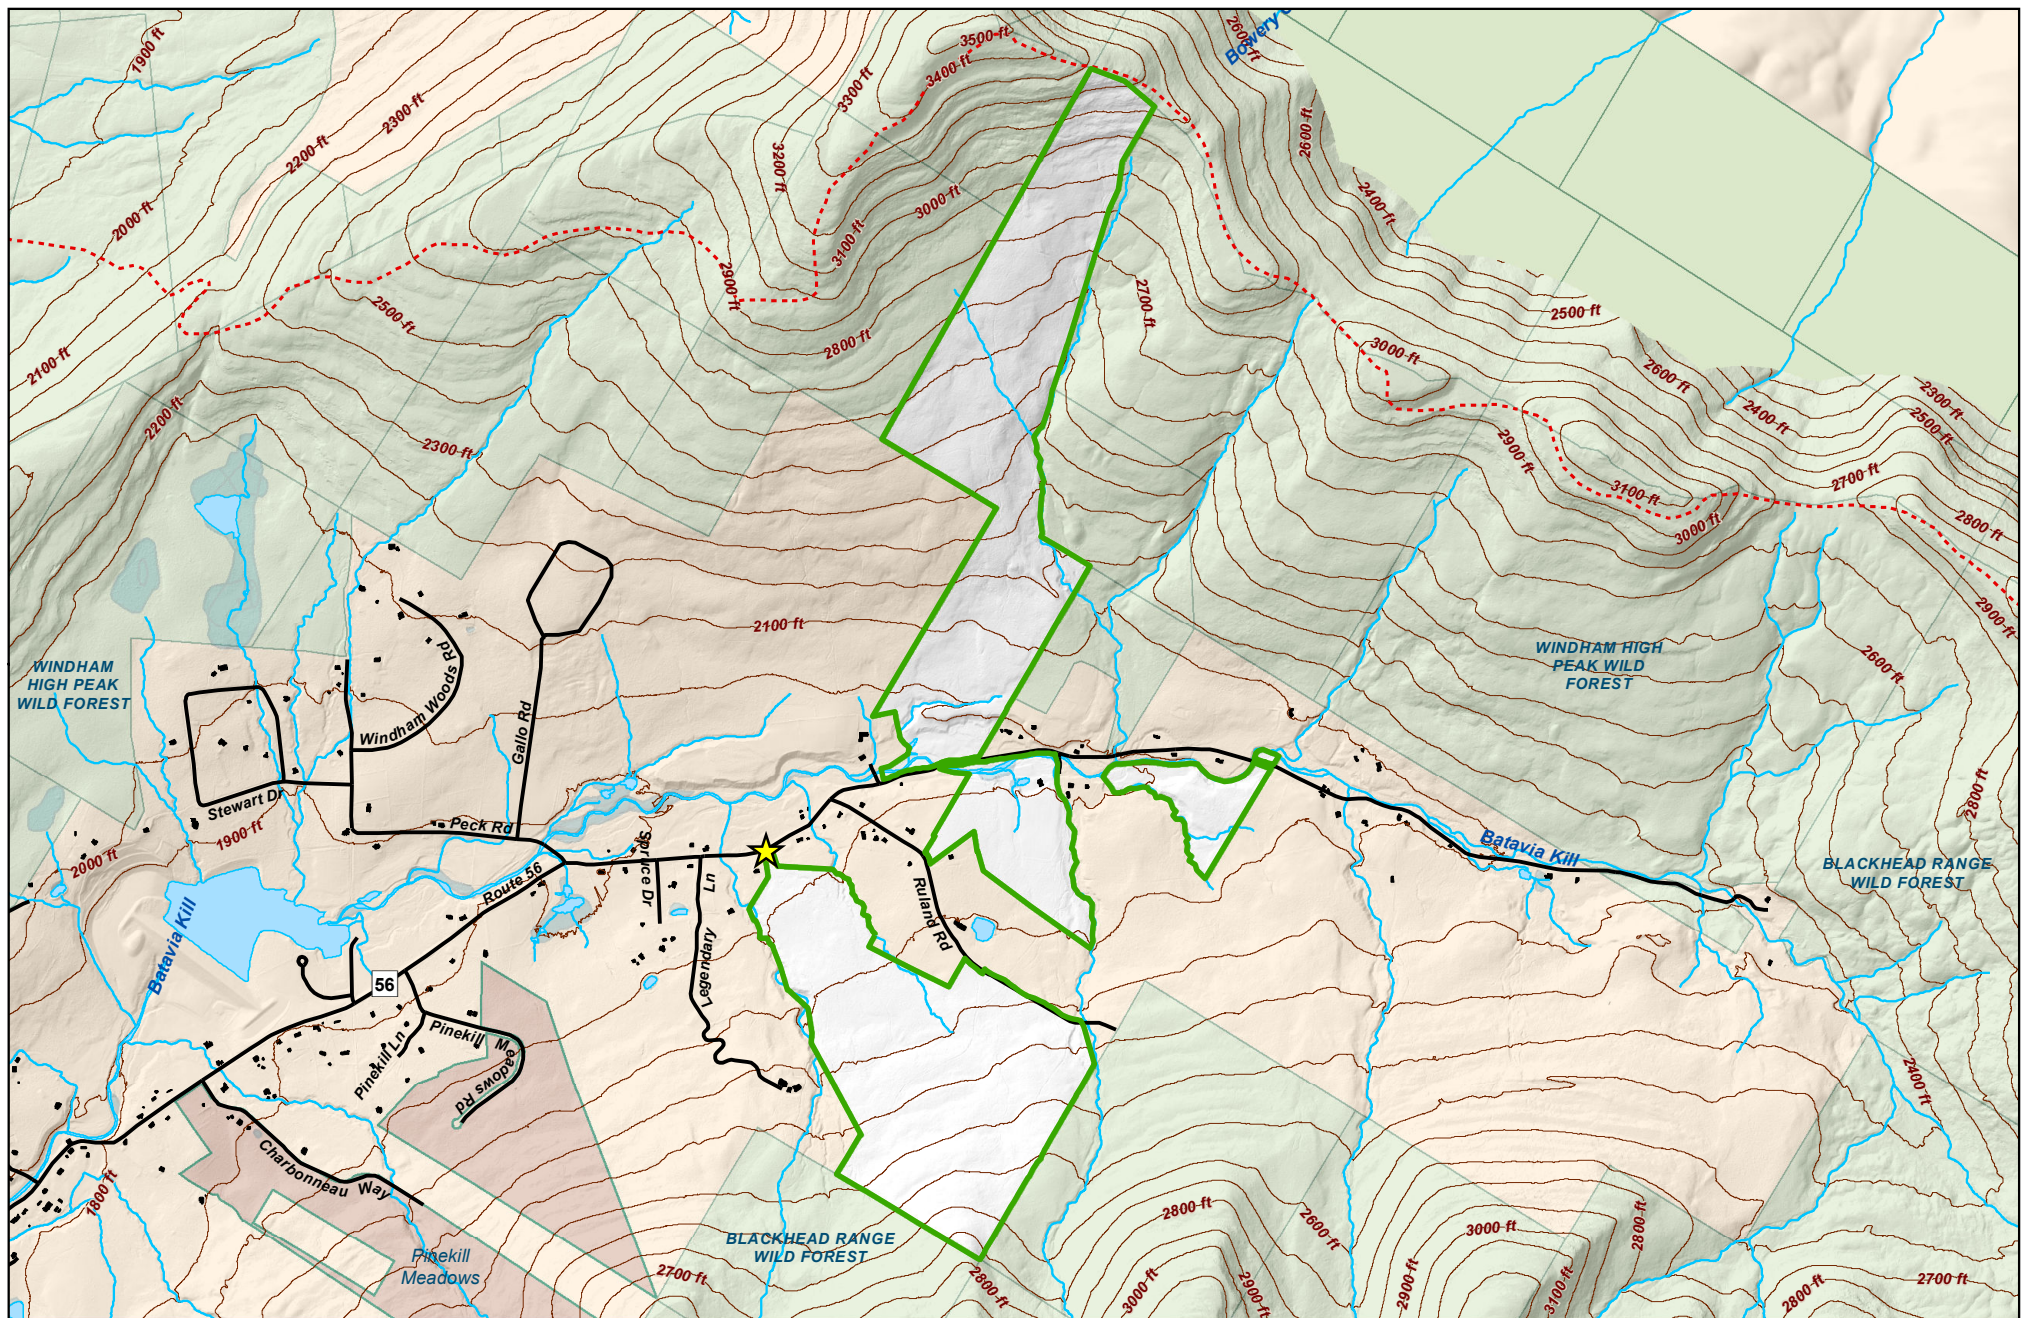 1900 ft
3500 ft
2600 ft
Bowery
3400 ft
3300 ft
2300 ft
2200 ft
3200 ft
2600 ft
2000 ft
3000 ft
2400 ft
3100 ft
2900 ft
2700 ft
2500 ft
2500 ft
2800 ft
3000 ft
2100 ft
2600 ft
2300 ft
2400 ft
2500 ft
2200 ft
2300 ft
2900 ft
2700 ft
3100 ft
3000 ft
2800 ft
2900 ft
2100 ft
WINDHAM
HIGH PEAK
WILD FOREST
WINDHAM HIGH
PEAK WILD
FOREST
2600 ft
Windham Woods Rd
Gallo Rd
Stewart Dr
Peck Rd
1900 ft
2000 ft
2800 ft
Spruce Dr
Route 56
Legendary Ln
Ruland Rd
Batavia Kill
BLACKHEAD RANGE
WILD FOREST
Batavia Kill
56
Pinekill Ln
Pinekill Meadows Rd
2400 ft
Charbonneau Way
1800 ft
Pinekill
Meadows
BLACKHEAD RANGE
WILD FOREST
2700 ft
2800 ft
2800 ft
2600 ft
3000 ft
2800 ft
3000 ft
2900 ft
2900 ft
3100 ft
2800 ft
2700 ft